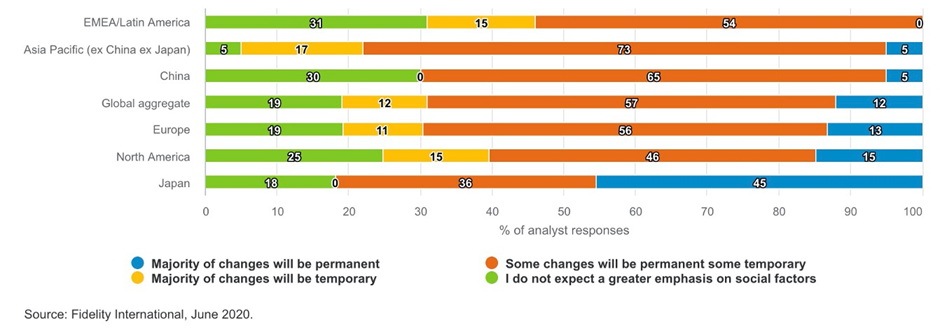 EMEA/Latin America 31 15 54 0
Asia Pacific (ex China ex Japan) 5 17 73 5
China 30 0 65 5
Global aggregate 19 12 57 12
Europe 19 11 56 13
North America 25 15 46 15
Japan 18 0 36 45
0 10 20 30 40 50 60 70 80 90 100
% of analyst responses
Majority of changes will be permanent Some changes will be permanent some temporary
Majority of changes will be temporary I do not expect a greater emphasis on social factors
Source: Fidelity International, June 2020.